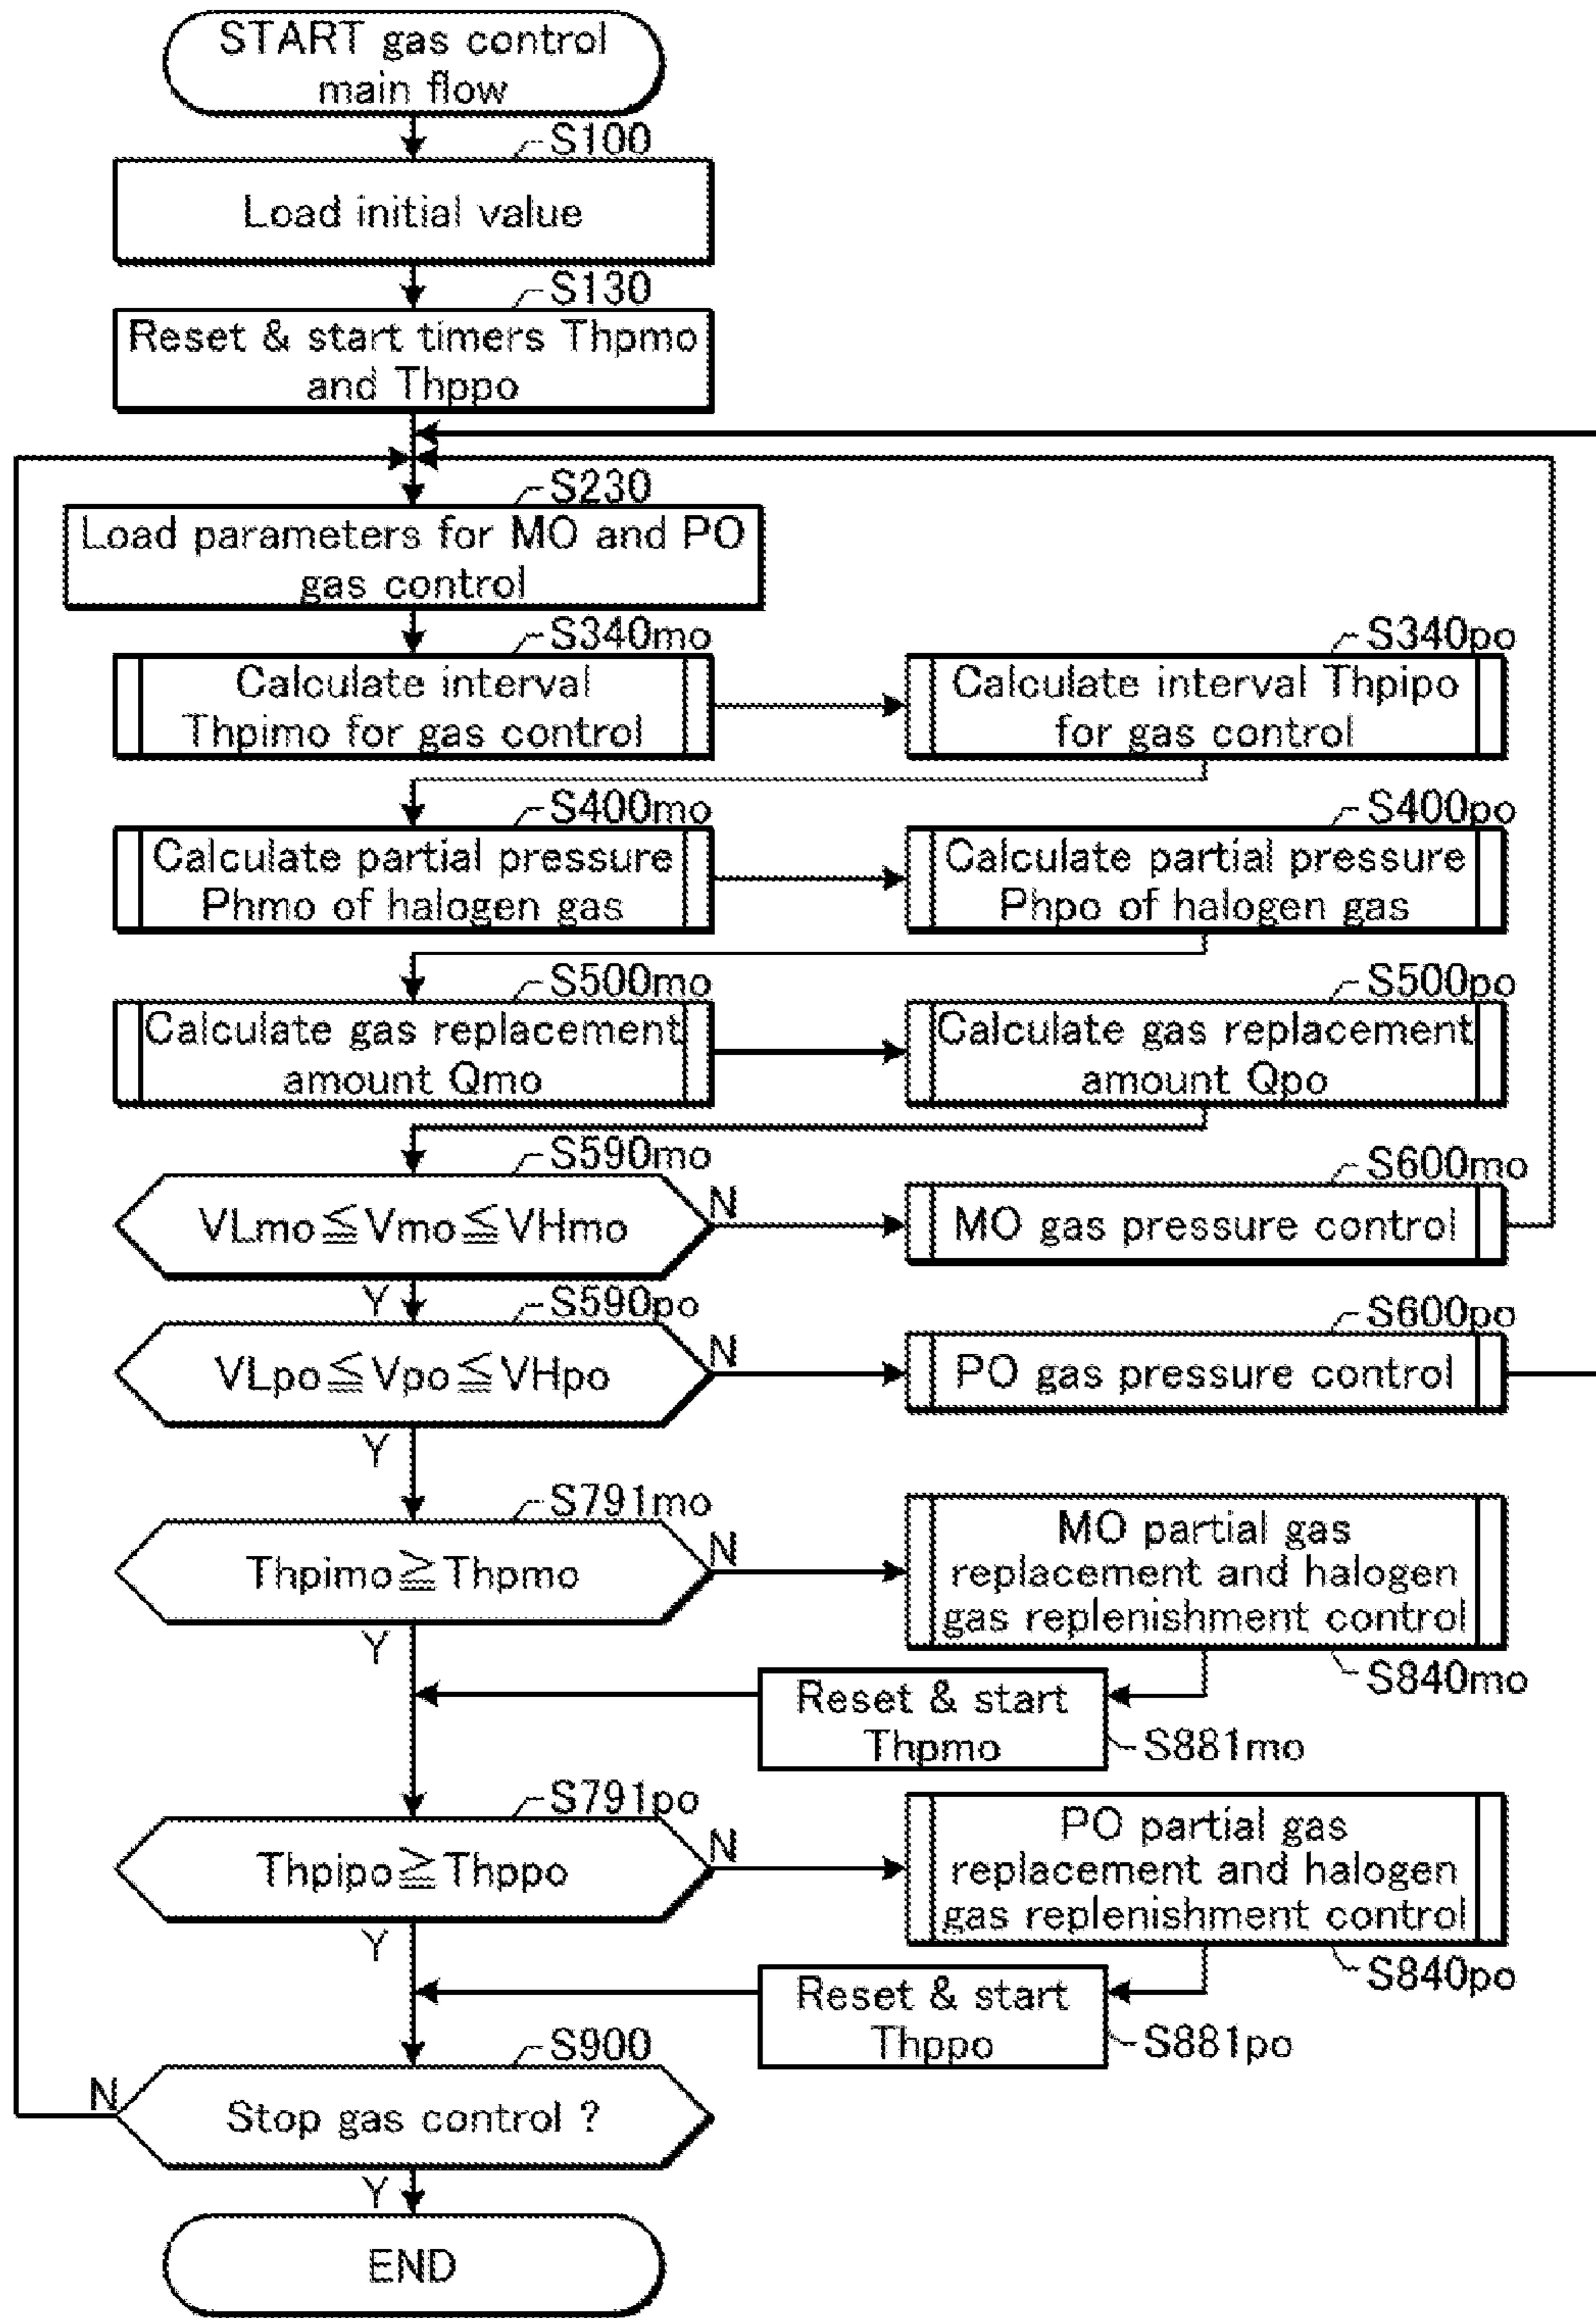 START gas control
main flow
S100
Load initial value
S130
Reset & start timers Thpmo
and Thppo
S230
Load parameters for MO and PO
gas control
S340mo
Calculate interval
Thpimo for gas control
S340po
Calculate interval Thpipo
for gas control
S400mo
Calculate partial pressure
Phmo of halogen gas
S400po
Calculate partial pressure
Phpo of halogen gas
S500mo
Calculate gas replacement
amount Qmo
S500po
Calculate gas replacement
amount Qpo
S590mo
VLmo≦Vmo≦VHmo
N
S600mo
MO gas pressure control
Y
S590po
VLpo≦Vpo≦VHpo
N
S600po
PO gas pressure control
Y
S791mo
Thpimo≧Thpmo
N
MO partial gas
replacement and halogen
gas replenishment control
S840mo
Y
Reset & start
Thpmo
S881mo
S791po
Thpipo≧Thppo
N
PO partial gas
replacement and halogen
gas replenishment control
S840po
Y
Reset & start
Thppo
S881po
S900
N
Stop gas control ?
Y
END